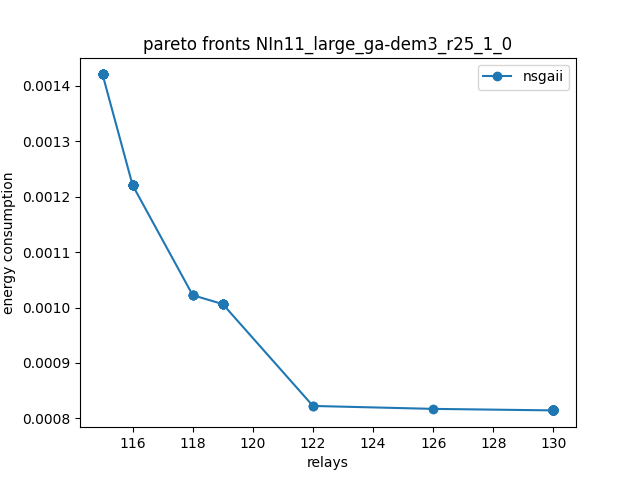 pareto fronts NIn11_large_ga-dem3_r25_1_0
nsgaii
energy consumption
0.0014
0.0013
0.0012
0.0011
0.0010
0.0009
0.0008
116 118 120 122 124 126 128 130
relays